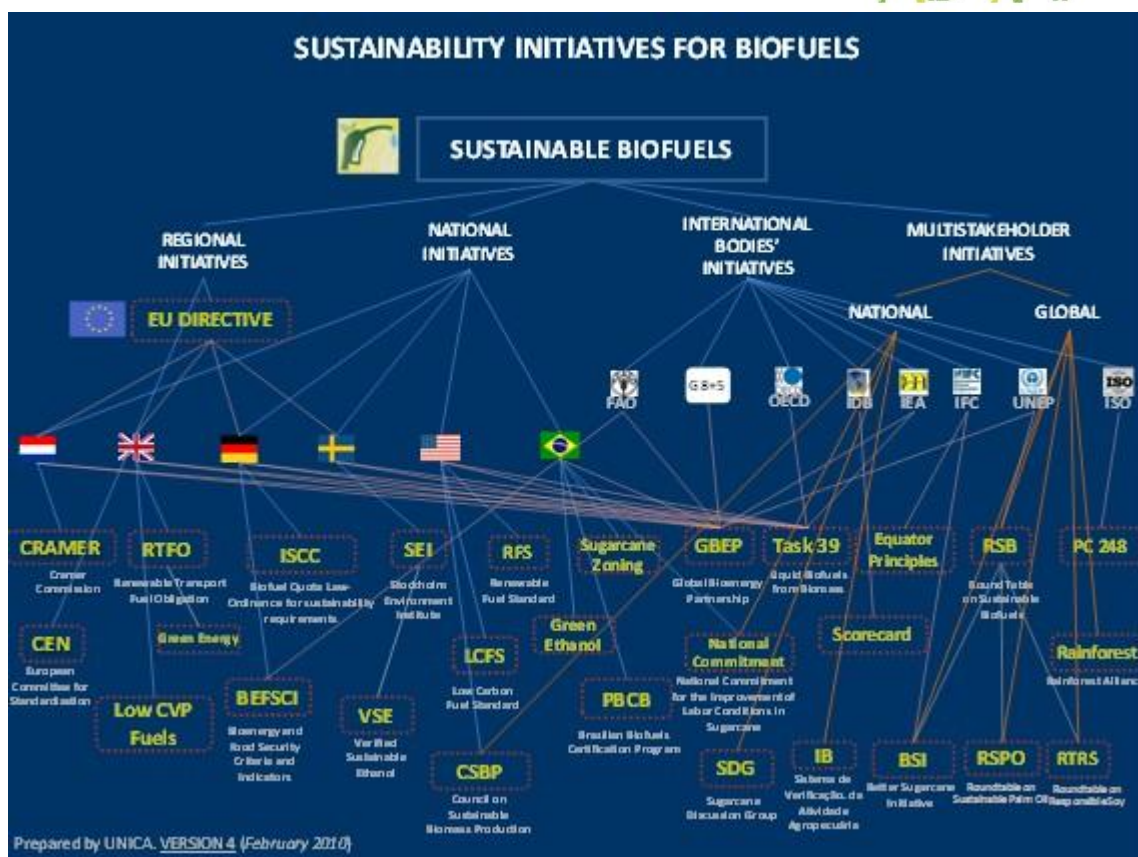 SUSTAINABILITY INITIATIVES FOR BIOFUELS
SUSTAINABLE BIOFUELS
REGIONAL
INITIATIVES
NATIONAL
INITIATIVES
INTERNATIONAL
BODIES'
INITIATIVES
MULTISTAKEHOLDER
INITIATIVES
EU DIRECTIVE
NATIONAL
GLOBAL
FAO
G8+5
OECD
IDB
IEA
IFC
UNEP
ISO
ISO
CRAMER
Cramer
Commission
RTFO
Renewable Transport
Fuel Obligation
ISCC
Biofuel Quote Law-
Ordinance for sustainability
requirements
SEI
Stockholm
Environment
Institute
RFS
Renewable
Fuel Standard
Sugarcane
Zoning
GBEP
Global Bioenergy
Partnership
Task 39
Liquid Biofuels
from Biomass
Equator
Principles
RSB
Round Table
on Sustainable
Biofuels
PC 248
CEN
European
Committee for
Standardization
Green Energy
Low CVP
Fuels
BEFSCI
Bioenergy and
Food Security
Criteria and
Indicators
VSE
Verified
Sustainable
Ethanol
LCFS
Low Carbon
Fuel Standard
CSBP
Council on
Sustainable
Biomass Production
Green
Ethanol
PBCB
Brazilian Biofuels
Certification Program
National
Commitment
National Commitment
for the Improvement of
Labor Conditions in
Sugarcane
SDG
Sugarcane
Discussion Group
Scorecard
IB
Sistema de
Verificação. da
Atividade
Agropecuária
BSI
Better Sugarcane
Initiative
RSPO
Roundtable on
Sustainable Palm Oil
Rainforest
Rainforest Alliance
RTRS
Roundtable on
Responsible Soy
Prepared by UNICA. VERSION 4 (February 2010)